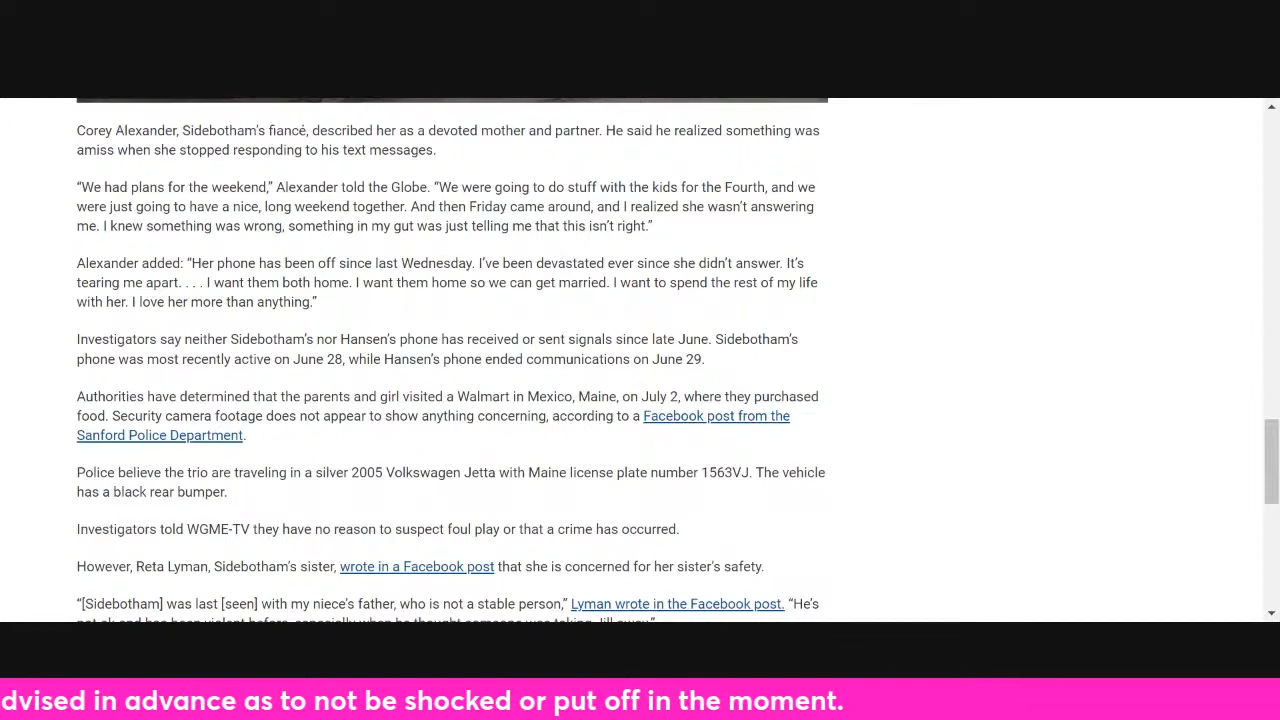 Corey Alexander, Sidebotham's fiancé, described her as a devoted mother and partner. He said he realized something was
amiss when she stopped responding to his text messages.
“We had plans for the weekend,” Alexander told the Globe. “We were going to do stuff with the kids for the Fourth, and we
were just going to have a nice, long weekend together. And then Friday came around, and I realized she wasn’t answering
me. I knew something was wrong, something in my gut was just telling me that this isn’t right.”
Alexander added: “Her phone has been off since last Wednesday. I’ve been devastated ever since she didn’t answer. It’s
tearing me apart. . . . I want them both home. I want them home so we can get married. I want to spend the rest of my life
with her. I love her more than anything.”
Investigators say neither Sidebotham’s nor Hansen’s phone has received or sent signals since late June. Sidebotham’s
phone was most recently active on June 28, while Hansen’s phone ended communications on June 29.
Authorities have determined that the parents and girl visited a Walmart in Mexico, Maine, on July 2, where they purchased
food. Security camera footage does not appear to show anything concerning, according to a Facebook post from the
Sanford Police Department.
Police believe the trio are traveling in a silver 2005 Volkswagen Jetta with Maine license plate number 1563VJ. The vehicle
has a black rear bumper.
Investigators told WGME-TV they have no reason to suspect foul play or that a crime has occurred.
However, Reta Lyman, Sidebotham’s sister, wrote in a Facebook post that she is concerned for her sister’s safety.
“[Sidebotham] was last [seen] with my niece’s father, who is not a stable person,” Lyman wrote in the Facebook post. “He’s
dvised in advance as to not be shocked or put off in the moment.